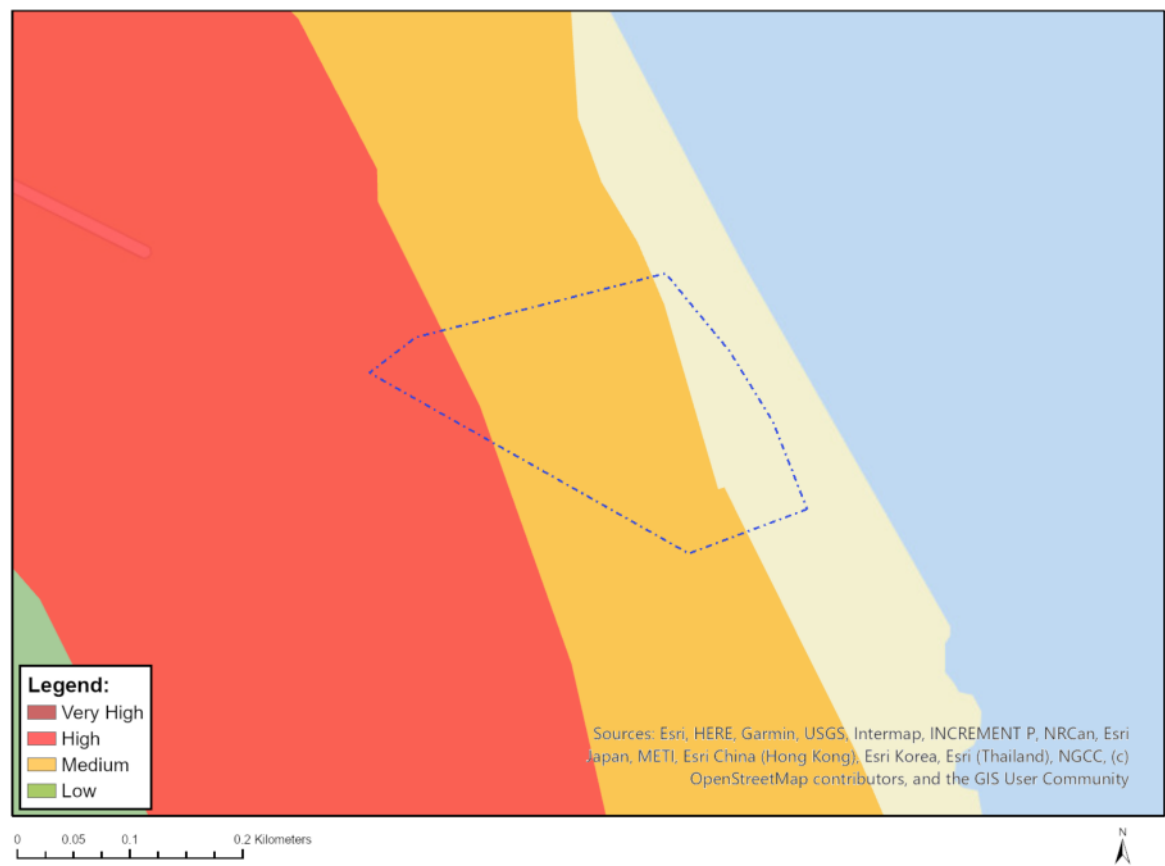 Legend:
Very High
High
Medium
Low
Sources: Esri, HERE, Garmin, USGS, Intermap, INCREMENT P, NRCan, Esri
Japan, METI, Esri China (Hong Kong), Esri Korea, Esri (Thailand), NGCC, (c)
OpenStreetMap contributors, and the GIS User Community
0 0.05 0.1 0.2 Kilometers
N